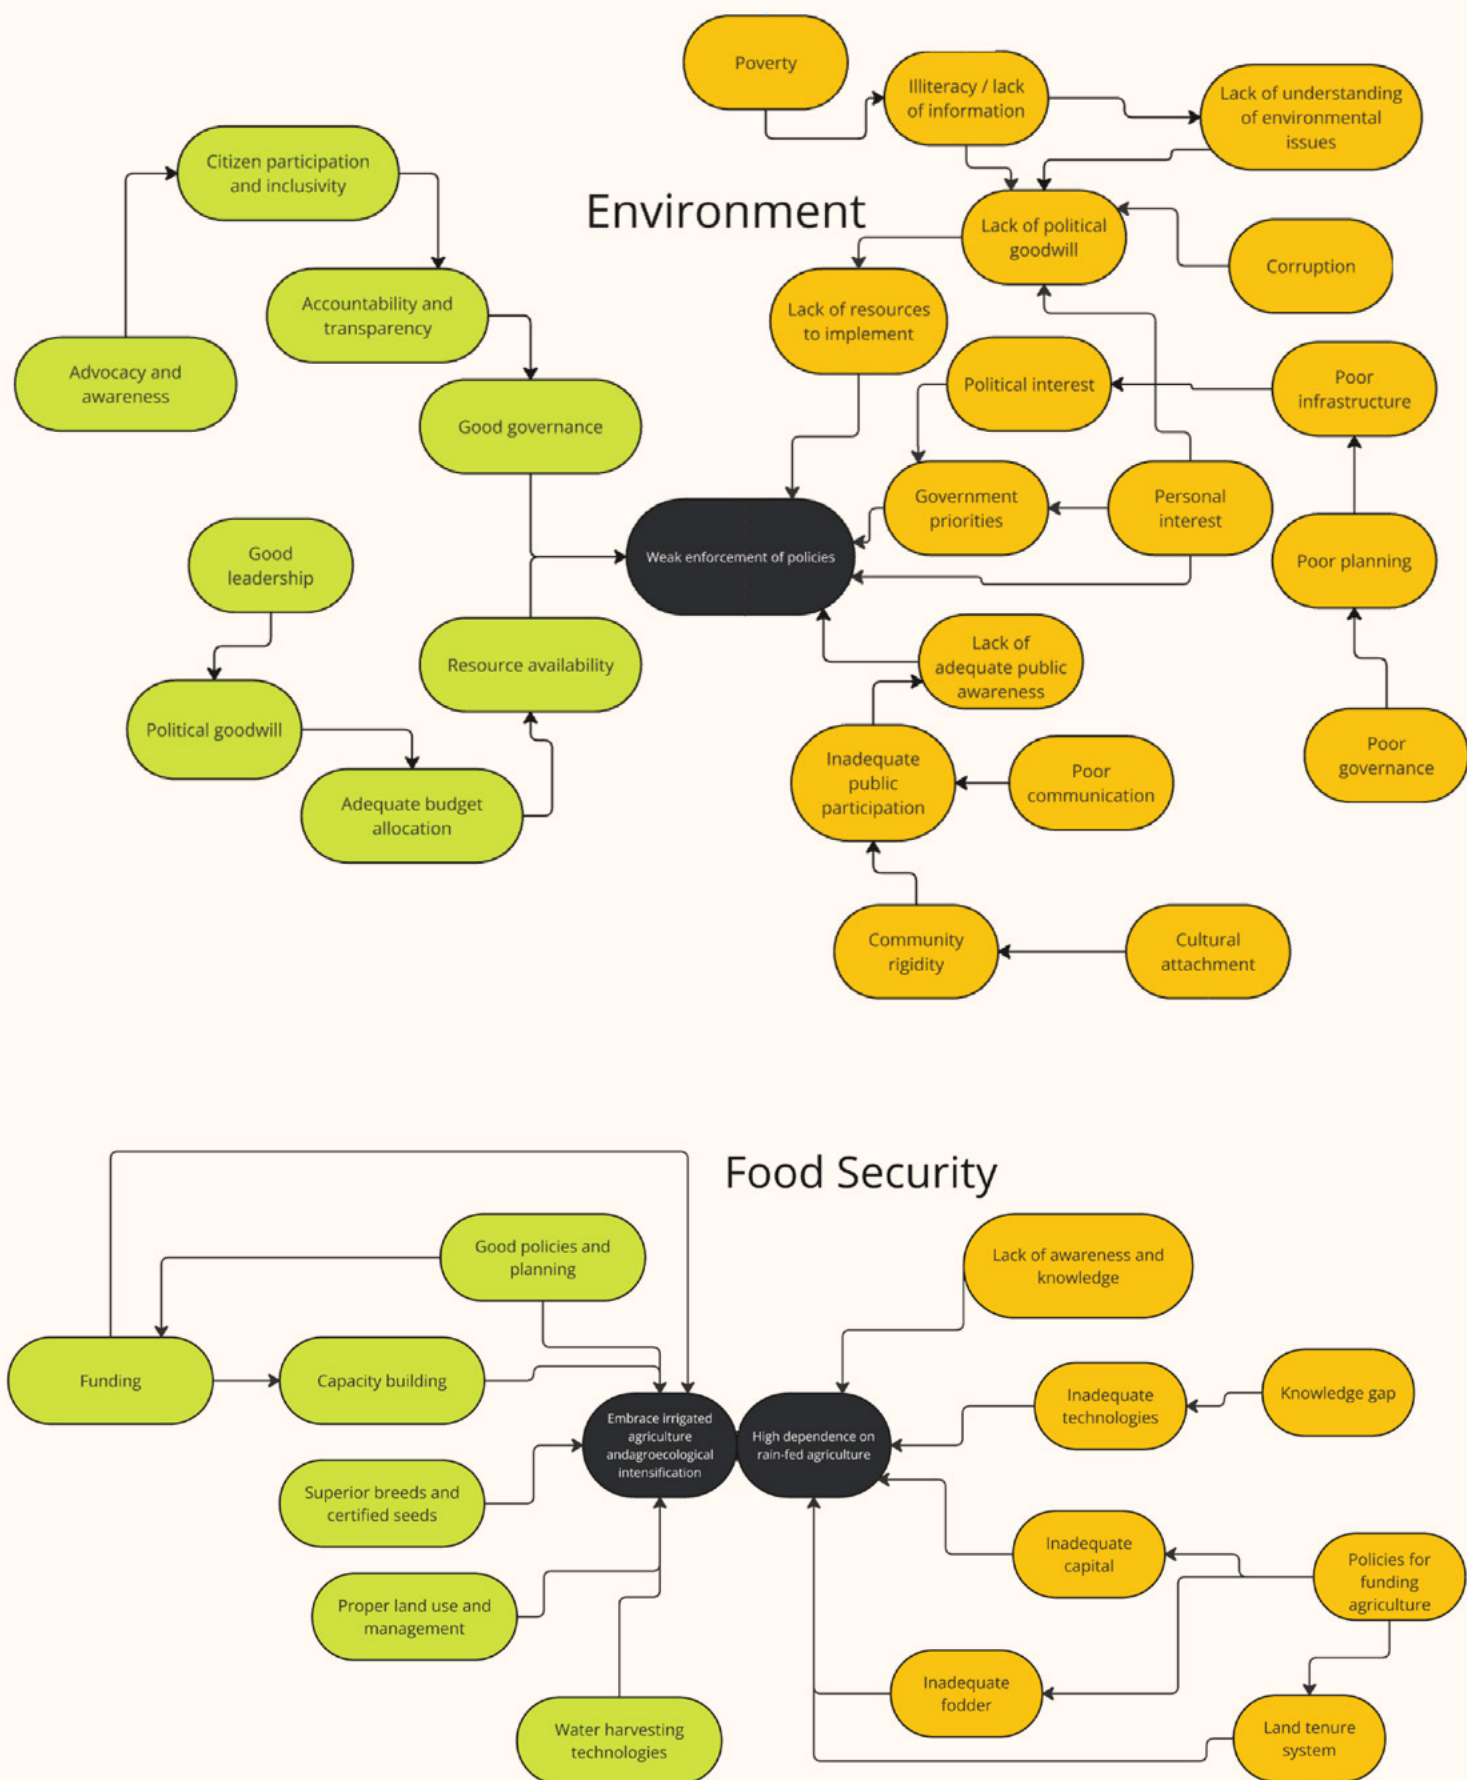 Poverty
Illiteracy / lack
of information
Lack of understanding
of environmental
issues
Citizen participation
and inclusivity
Environment
Lack of political
goodwill
Corruption
Accountability and
transparency
Lack of resources
to implement
Advocacy and
awareness
Political interest
Poor
infrastructure
Good governance
Government
priorities
Personal
interest
Good
leadership
Weak enforcement of policies
Poor planning
Resource availability
Lack of
adequate public
awareness
Political goodwill
Inadequate
public
participation
Poor
communication
Poor
governance
Adequate budget
allocation
Community
rigidity
Cultural
attachment
Food Security
Good policies and
planning
Lack of awareness and
knowledge
Funding
Capacity building
Inadequate
technologies
Knowledge gap
Embrace irrigated
agriculture
andagroecological
intensification
High dependence on
rain-fed agriculture
Superior breeds and
certified seeds
Inadequate
capital
Policies for
funding
agriculture
Proper land use and
management
Inadequate
fodder
Water harvesting
technologies
Land tenure
system